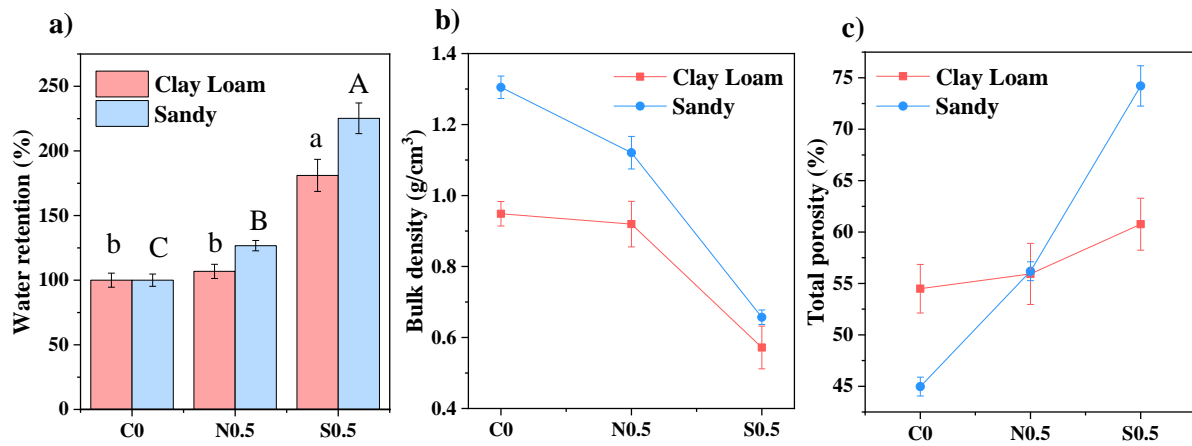 a)
Clay Loam
Sandy
Water retention (%)
250
200
150
100
50
0
b
C
b
B
a
A
C0
N0.5
S0.5
b)
Clay Loam
Sandy
Bulk density (g/cm³)
1.4
1.2
1.0
0.8
0.6
0.4
C0
N0.5
S0.5
c)
Clay Loam
Sandy
Total porosity (%)
75
70
65
60
55
50
45
C0
N0.5
S0.5